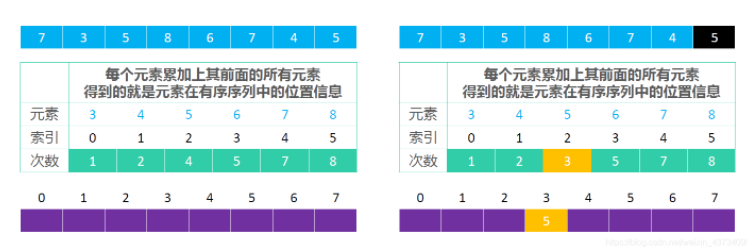 7 3 5 8 6 7 4 5
每个元素累加上其前面的所有元素
得到的就是元素在有序序列中的位置信息
元素 3 4 5 6 7 8
索引 0 1 2 3 4 5
次数 1 2 4 5 7 8
0 1 2 3 4 5 6 7
7 3 5 8 6 7 4 5
每个元素累加上其前面的所有元素
得到的就是元素在有序序列中的位置信息
元素 3 4 5 6 7 8
索引 0 1 2 3 4 5
次数 1 2 3 5 7 8
0 1 2 3 4 5 6 7
5